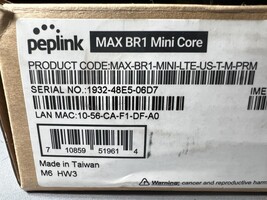 peplink MAX BR1 Mini Core
PRODUCT CODE:MAX-BR1-MINI-LTE-US-T-M-PRM
SERIAL NO.:1932-48E5-06D7
IME
LAN MAC:10-56-CA-F1-DF-A0
7 10859 51961 4
Made in Taiwan
M6 HW3
Warning: cancer and reproductive harm